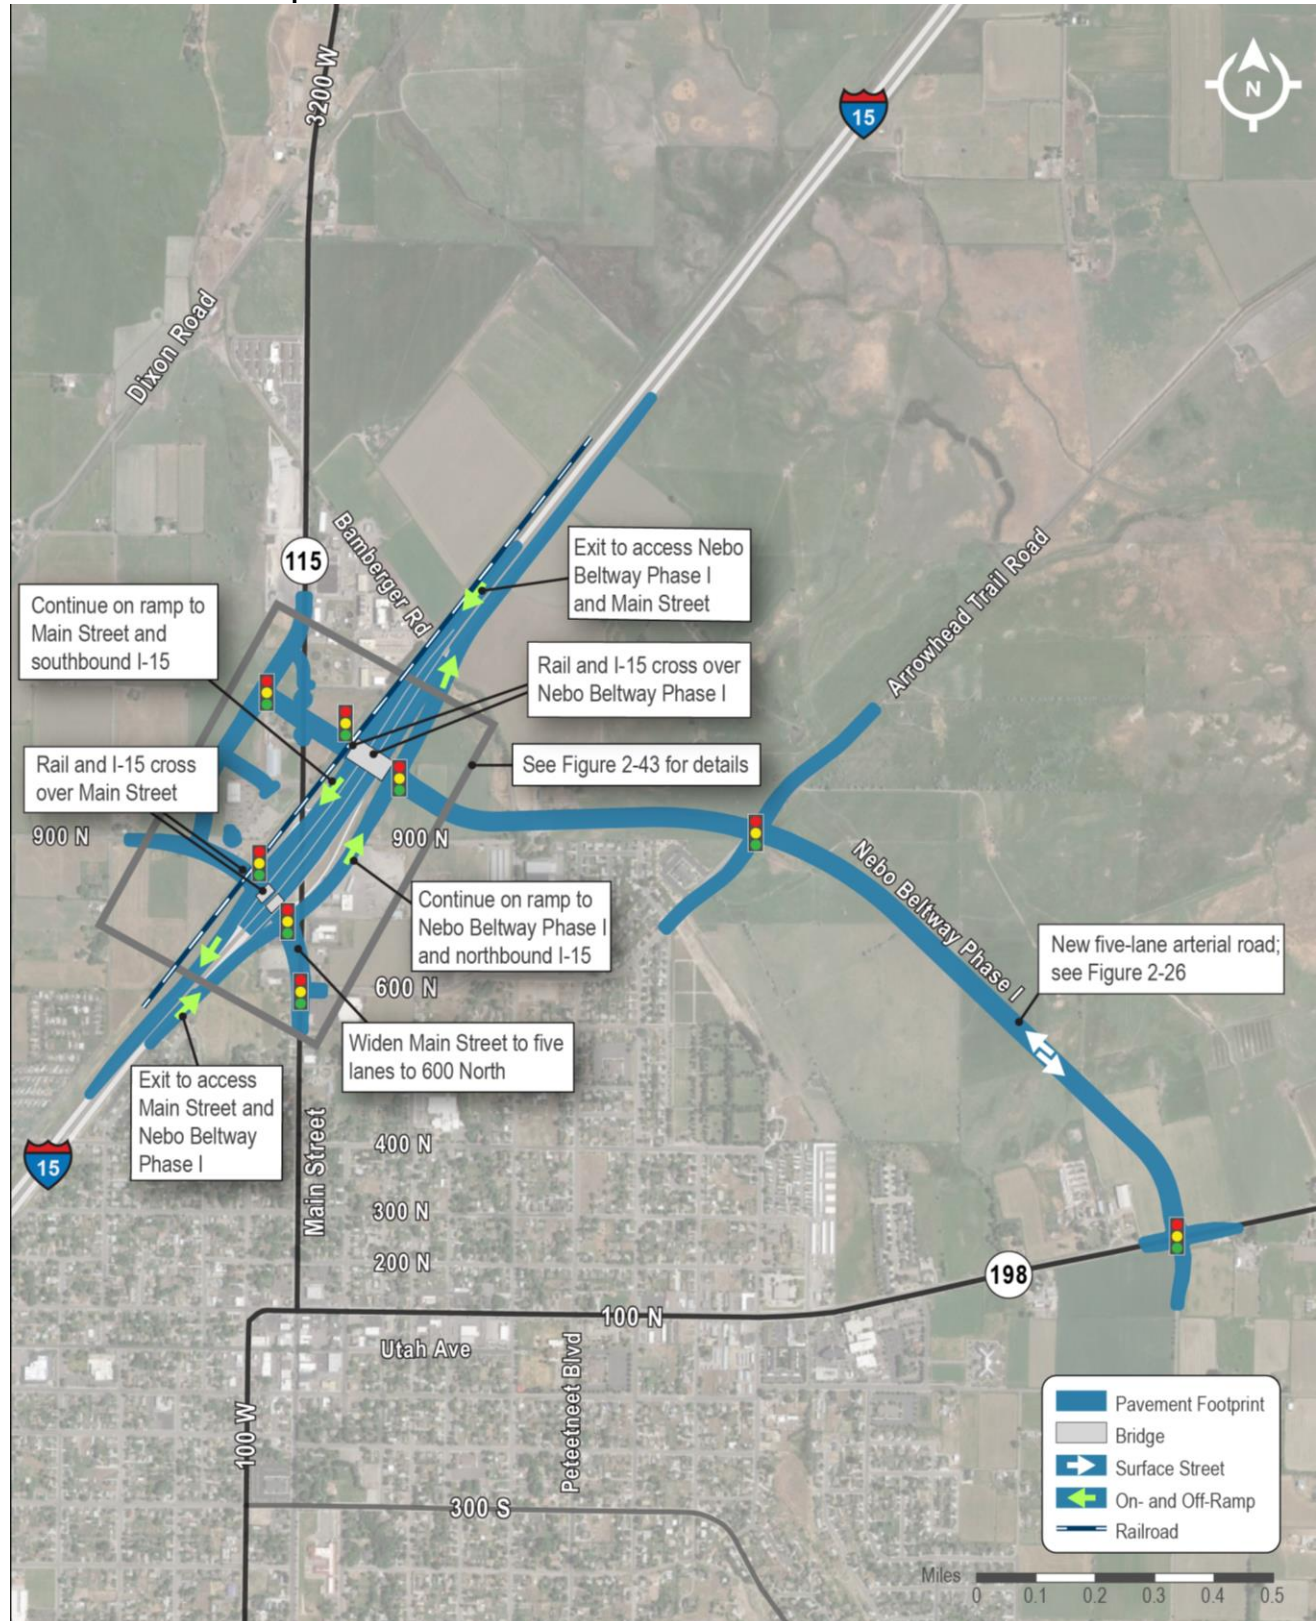 3200 W
N
15
Dixon Road
Bamberger Rd
115
Exit to access Nebo
Beltway Phase I
and Main Street
Arrowhead Trail Road
Continue on ramp to
Main Street and
southbound I-15
Rail and I-15 cross over
Nebo Beltway Phase I
See Figure 2-43 for details
Rail and I-15 cross
over Main Street
900 N
900 N
Nebo Beltway Phase I
Continue on ramp to
Nebo Beltway Phase I
and northbound I-15
New five-lane arterial road;
see Figure 2-26
600 N
Widen Main Street to five
lanes to 600 North
Exit to access
Main Street and
Nebo Beltway
Phase I
15
Main Street
400 N
300 N
200 N
198
100 N
Utah Ave
Peteetneet Blvd
100 W
300 S
Pavement Footprint
Bridge
Surface Street
On- and Off-Ramp
Railroad
Miles
0 0.1 0.2 0.3 0.4 0.5